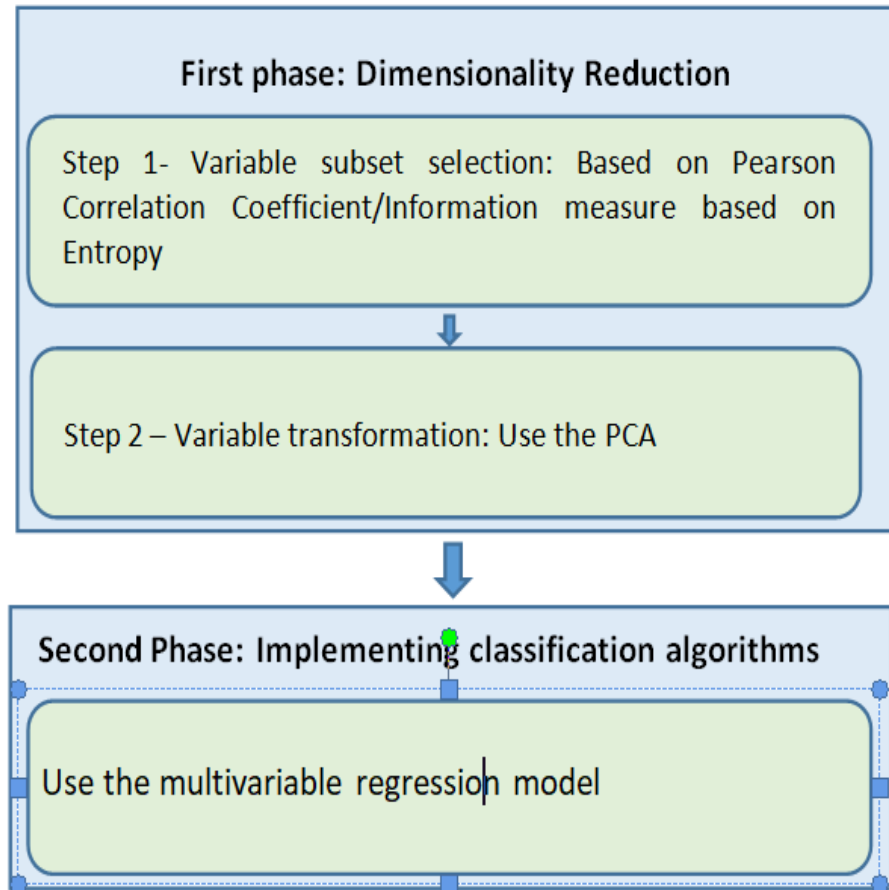 First phase: Dimensionality Reduction
Step 1- Variable subset selection: Based on Pearson
Correlation Coefficient/Information measure based on
Entropy
Step 2 – Variable transformation: Use the PCA
Second Phase: Implementing classification algorithms
Use the multivariable regression model